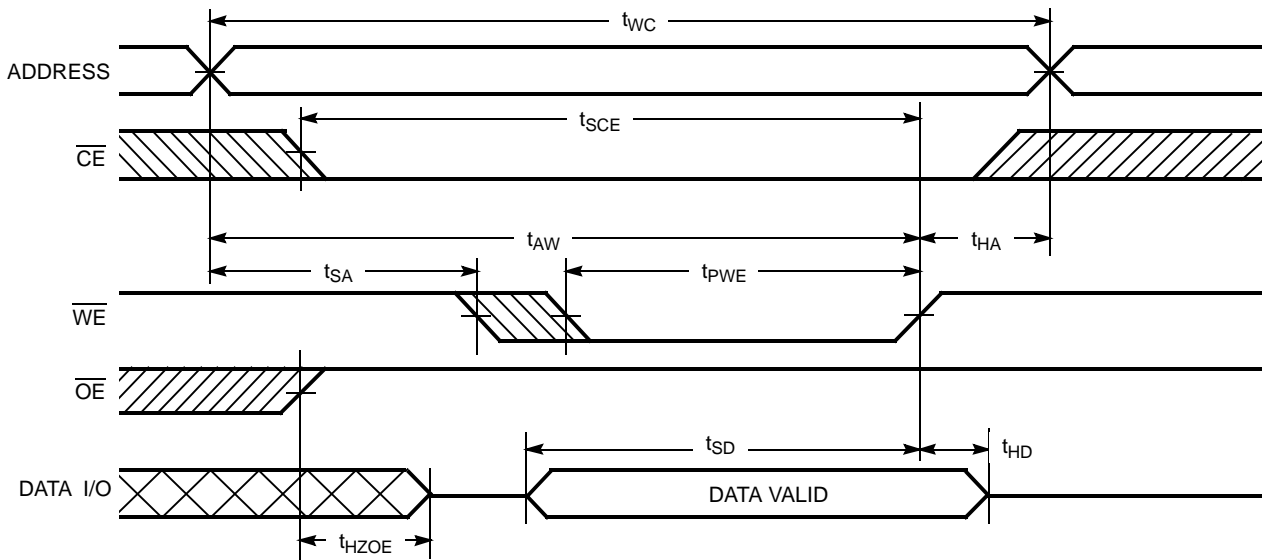 tWC
ADDRESS
tSCE
CE
tAW
tHA
tSA
tPWE
WE
OE
tSD
tHD
DATA I/O
DATA VALID
tHZOE